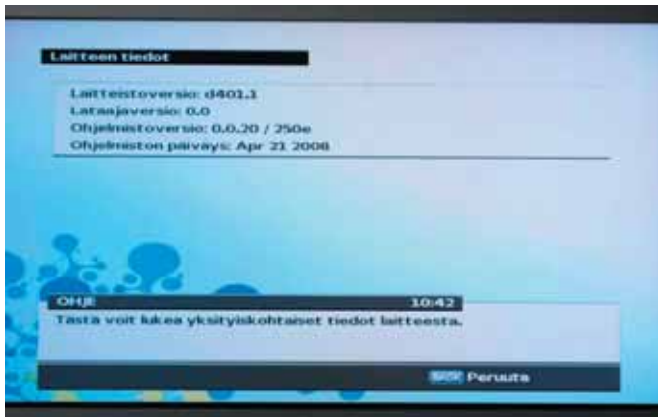 Laitteen tiedot
Laitteistoversio: d401.1
Lataajaversio: 0.0
Ohjelmistoversio: 0.0.20 / 250e
Ohjelmiston päiväys: Apr 21 2008
OHJE 10:42
Tästä voit lukea yksityiskohtaiset tiedot laitteesta.
Peruuta